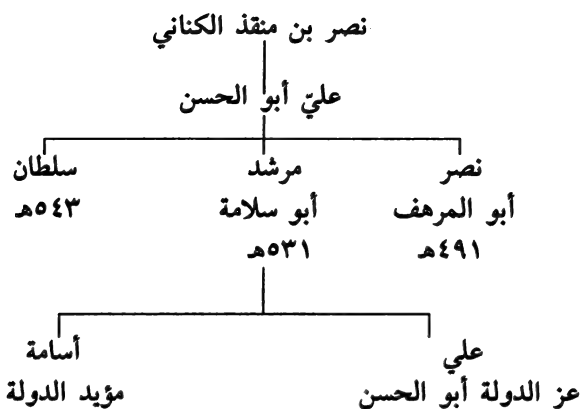 نصر بن منقذ الكناني
عليّ أبو الحسن
نصر
أبو المرهف
٤٩١هـ
مرشد
أبو سلامة
٥٣١هـ
سلطان
٥٤٣هـ
علي
عز الدولة أبو الحسن
أسامة
مؤيد الدولة